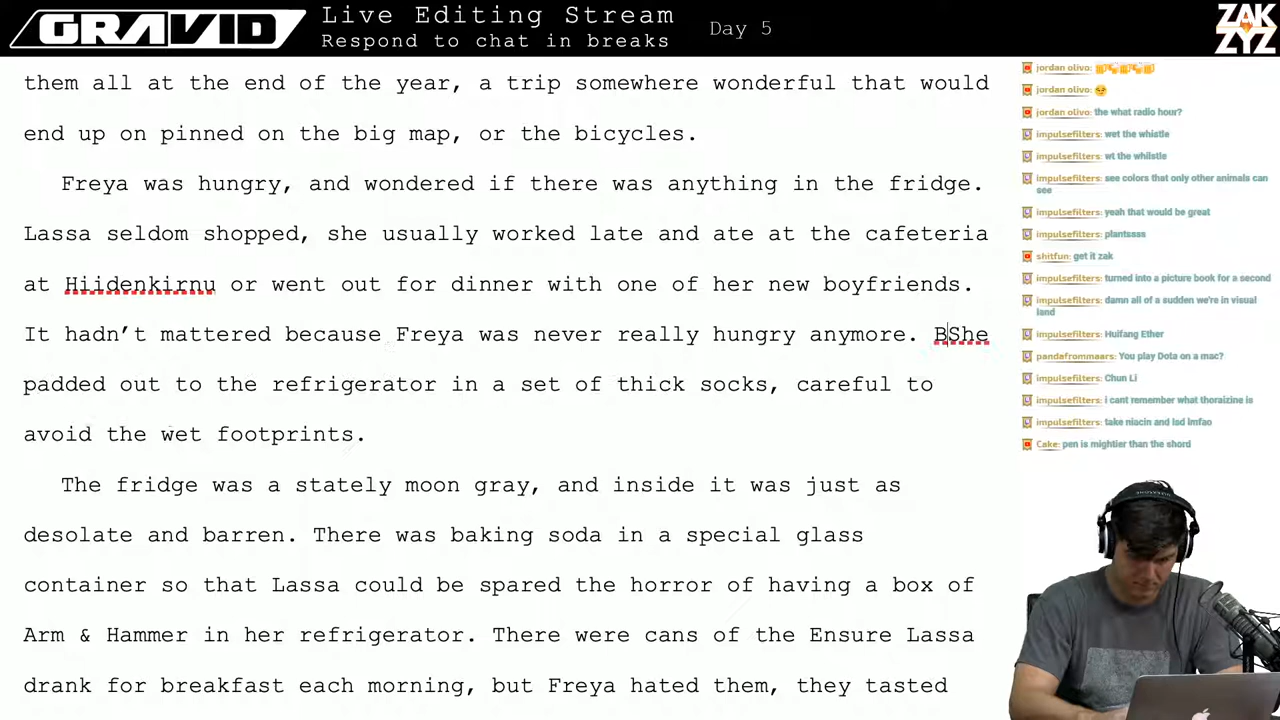 GRAVID
Live Editing Stream
Respond to chat in breaks
Day 5
ZAK
ZYZ
them all at the end of the year, a trip somewhere wonderful that would
end up on pinned on the big map, or the bicycles.
Freya was hungry, and wondered if there was anything in the fridge.
Lassa seldom shopped, she usually worked late and ate at the cafeteria
at Hiidenkirnu or went out for dinner with one of her new boyfriends.
It hadn't mattered because Freya was never really hungry anymore. BShe
padded out to the refrigerator in a set of thick socks, careful to
avoid the wet footprints.
The fridge was a stately moon gray, and inside it was just as
desolate and barren. There was baking soda in a special glass
container so that Lassa could be spared the horror of having a box of
Arm & Hammer in her refrigerator. There were cans of the Ensure Lassa
drank for breakfast each morning, but Freya hated them, they tasted
jordan olivo: 🍻🍻🍻
jordan olivo: 😏
jordan olivo: the what radio hour?
impulsefilters: wet the whistle
impulsefilters: wt the whilstle
impulsefilters: see colors that only other animals can
see
impulsefilters: yeah that would be great
impulsefilters: plantssss
shitfun: get it zak
impulsefilters: turned into a picture book for a second
impulsefilters: damn all of a sudden we're in visual
land
impulsefilters: Huifang Ether
pandafrommaars: You play Dota on a mac?
impulsefilters: Chun Li
impulsefilters: i cant remember what thoraizine is
impulsefilters: take niacin and lsd lmfao
Cake: pen is mightier than the shord